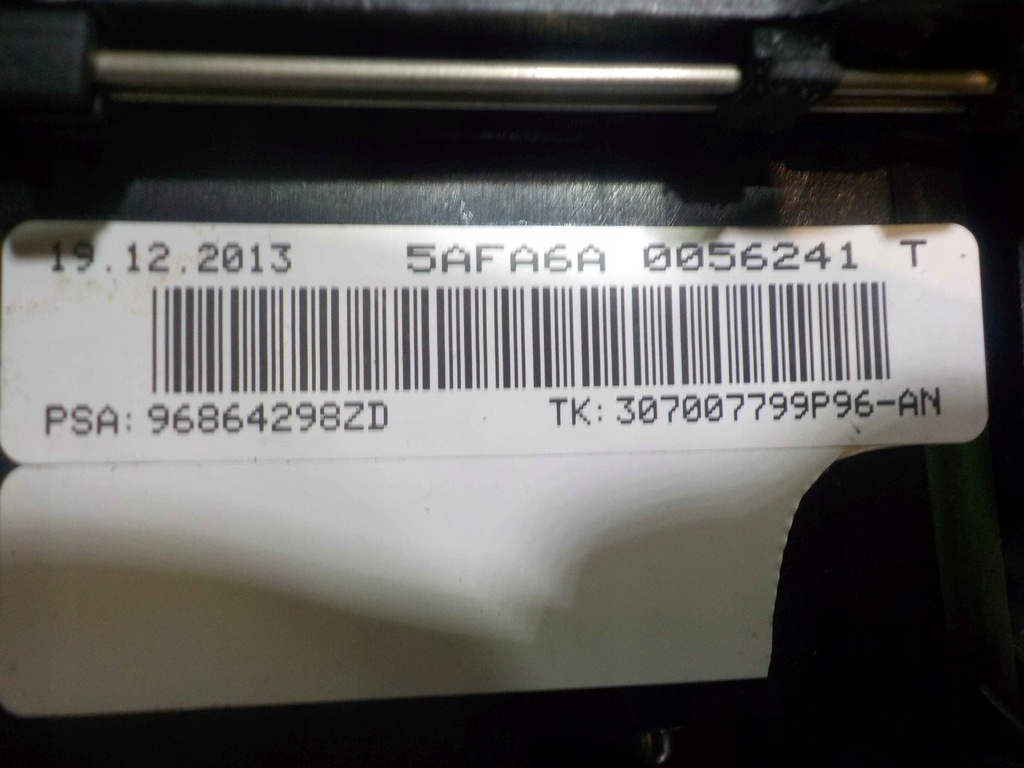 19.12.2013 5AFA6A 0056241 T
PSA: 96864298ZD TK: 307007799P96-AN